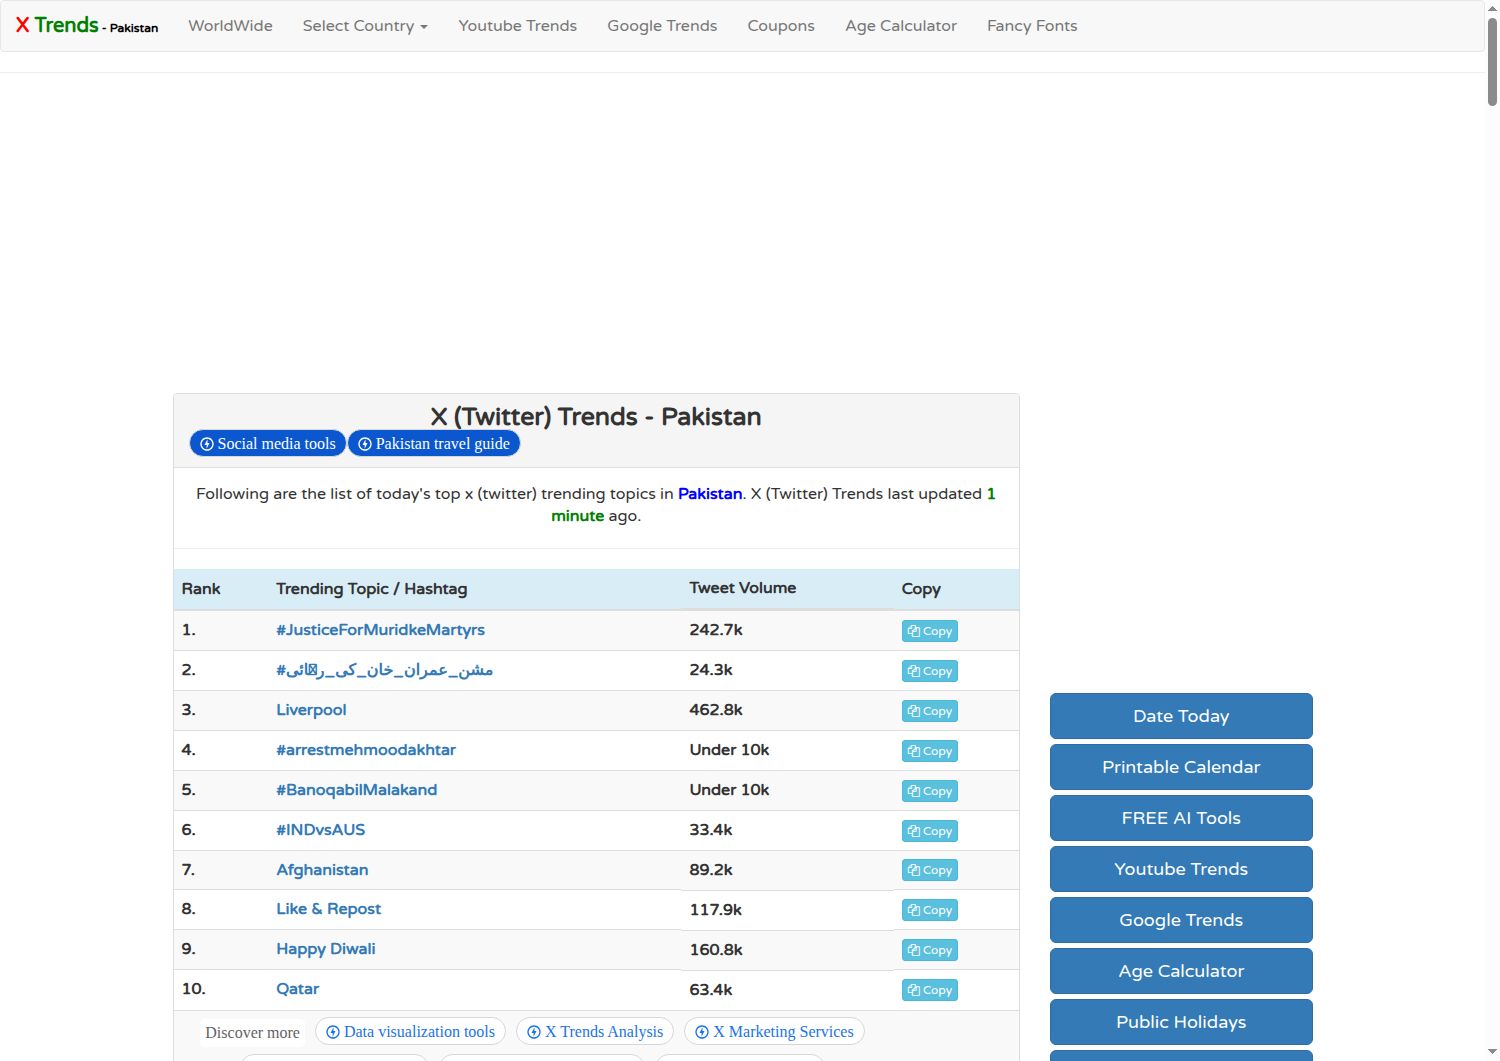 X Trends - Pakistan WorldWide Select Country Youtube Trends Google Trends Coupons Age Calculator Fancy Fonts
X (Twitter) Trends - Pakistan
Social media tools Pakistan travel guide
Following are the list of today's top x (twitter) trending topics in Pakistan. X (Twitter) Trends last updated 1
minute ago.
Rank Trending Topic / Hashtag Tweet Volume Copy
1. #JusticeForMuridkeMartyrs 242.7k Copy
2. #مشن_عمران_خان_کی_رہائی 24.3k Copy
3. Liverpool 462.8k Copy
4. #arrestmehmoodakhtar Under 10k Copy
5. #BanoqabilMalakand Under 10k Copy
6. #INDvsAUS 33.4k Copy
7. Afghanistan 89.2k Copy
8. Like & Repost 117.9k Copy
9. Happy Diwali 160.8k Copy
10. Qatar 63.4k Copy
Discover more Data visualization tools X Trends Analysis X Marketing Services
Date Today
Printable Calendar
FREE AI Tools
Youtube Trends
Google Trends
Age Calculator
Public Holidays